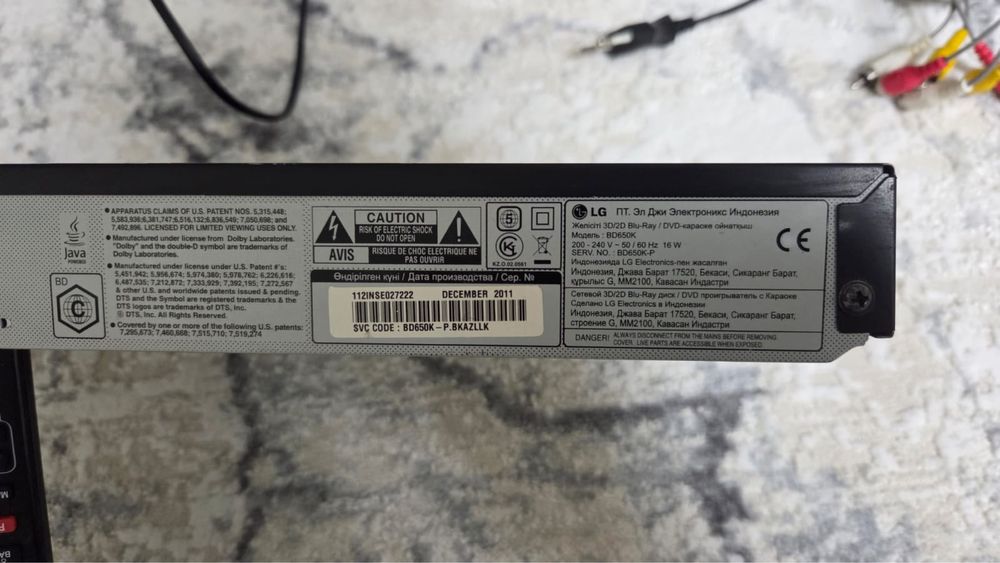 Java
POWERED
BD
C
• APPARATUS CLAIMS OF U.S. PATENT NOS. 5,315,448;
5,583,936;6,381,747;6,516,132;6,836,549; 7,050,698; and
7,492,896. LICENSED FOR LIMITED VIEWING USES ONLY.
• Manufactured under license from Dolby Laboratories.
"Dolby" and the double-D symbol are trademarks of
Dolby Laboratories.
• Manufactured under license under U.S. Patent #'s:
5,451,942; 5,956,674; 5,974,380; 5,978,762; 6,226,616;
6,487,535; 7,212,872; 7,333,929; 7,392,195; 7,272,567
& other U.S. and worldwide patents issued & pending.
DTS and the Symbol are registered trademarks & the
DTS logos are trademarks of DTS, Inc.
© DTS, Inc. All Rights Reserved.
• Covered by one or more of the following U.S. patents:
7,295,673; 7,460,668; 7,515,710; 7,519,274
CAUTION
RISK OF ELECTRIC SHOCK
DO NOT OPEN
AVIS
RISQUE DE CHOC ELECTRIQUE NE
PAS OUVRIR
5
KZ.O.02.0361
Өндірілген күні / Дата производства / Сер. №
112INSE027222 DECEMBER 2011
SVC CODE : BD650K-P.BKAZLLK
LG ПТ. Эл Джи Электроникс Индонезия
Желісіті 3D/2D Blu-Ray / DVD-караоке ойнатқыш
Модель : BD650K
200 - 240 V ~ 50 / 60 Hz 16 W
SERV. NO. : BD650K-P
Индонезийда LG Electronics-пен жасалған
Индонезия, Джава Барат 17520, Бекаси, Сикаранг Барат,
құрылыс G, MM2100, Кавасан Индастри
CE
Сетевой 3D/2D Blu-Ray диск / DVD проигрыватель с Караоке
Сделано LG Electronics в Индонезии
Индонезия, Джава Барат 17520, Бекаси, Сикаранг Барат,
строение G, MM2100, Кавасан Индастри
DANGER! ALWAYS DISCONNECT FROM THE MAINS BEFORE REMOVING
COVER. LIVE PARTS ARE ACCESSIBLE WHEN EXPOSED.